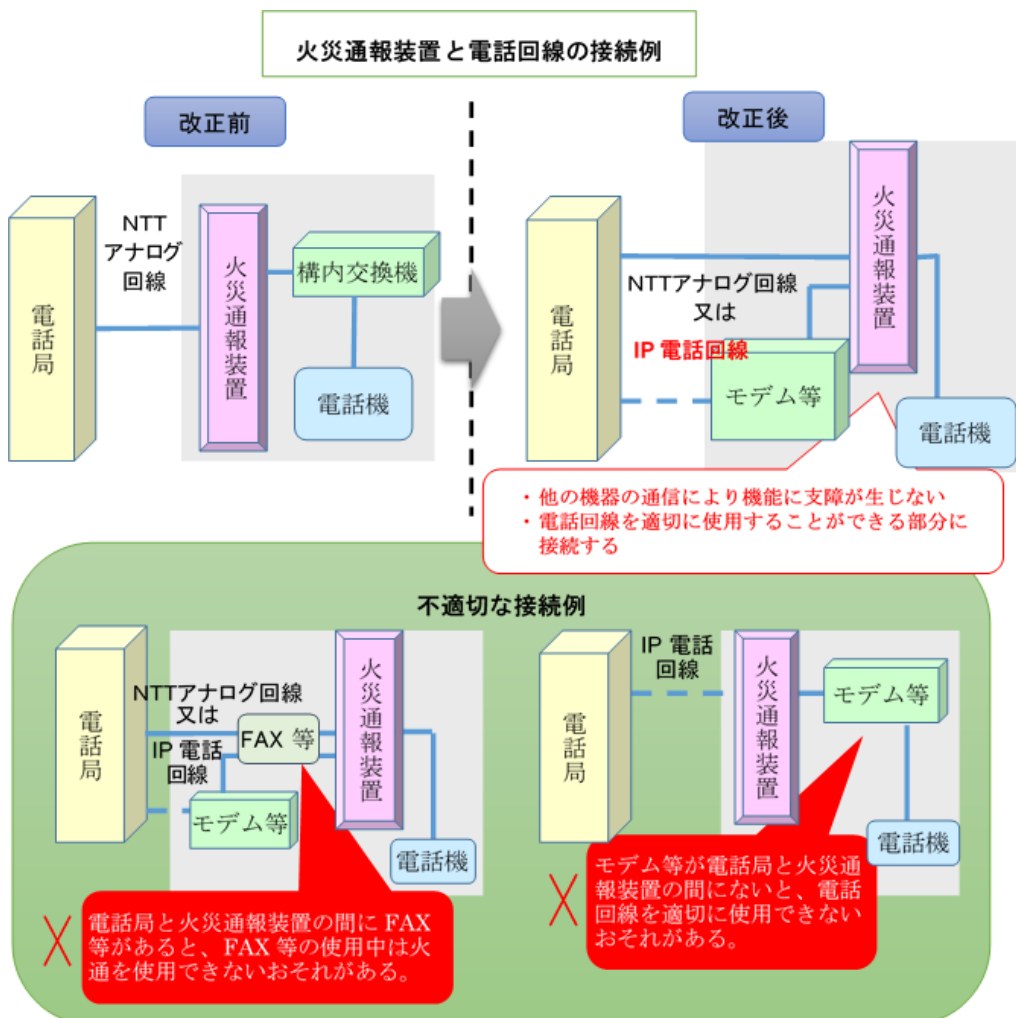 火災通報装置と電話回線の接続例
改正前
改正後
電話局
NTT
アナログ
回線
火災通報装置
構内交換機
電話機
電話局
NTTアナログ回線
又は
IP 電話回線
モデム等
火災通報装置
電話機
・他の機器の通信により機能に支障が生じない
・電話回線を適切に使用することができる部分に
接続する
不適切な接続例
電話局
NTTアナログ回線
又は
IP 電話
回線
FAX 等
モデム等
火災通報装置
電話機
╳
電話局と火災通報装置の間に FAX
等があると、FAX 等の使用中は火
通を使用できないおそれがある。
電話局
IP 電話
回線
火災通報装置
モデム等
電話機
╳
モデム等が電話局と火災通
報装置の間にないと、電話
回線を適切に使用できない
おそれがある。